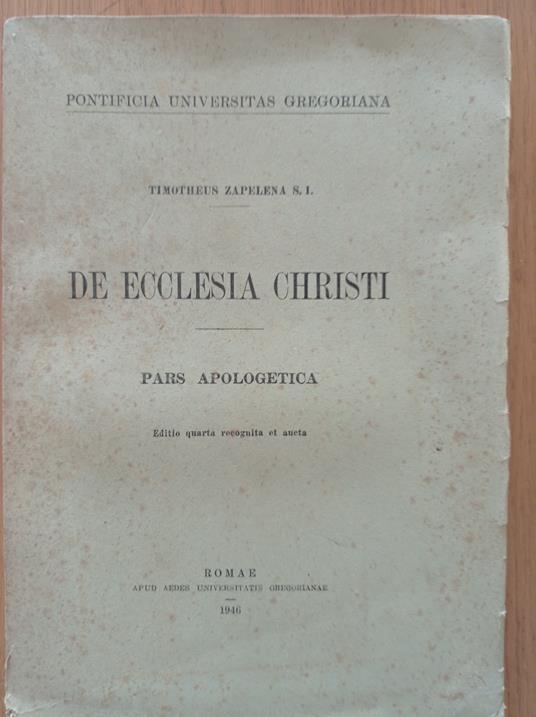 PONTIFICIA UNIVERSITAS GREGORIANA
TIMOTHEUS ZAPELENA S. I.
DE ECCLESIA CHRISTI
PARS APOLOGETICA
Editio quarta recognita et aucta
ROMAE
APUD AEDES UNIVERSITATIS GREGORIANAE
1946